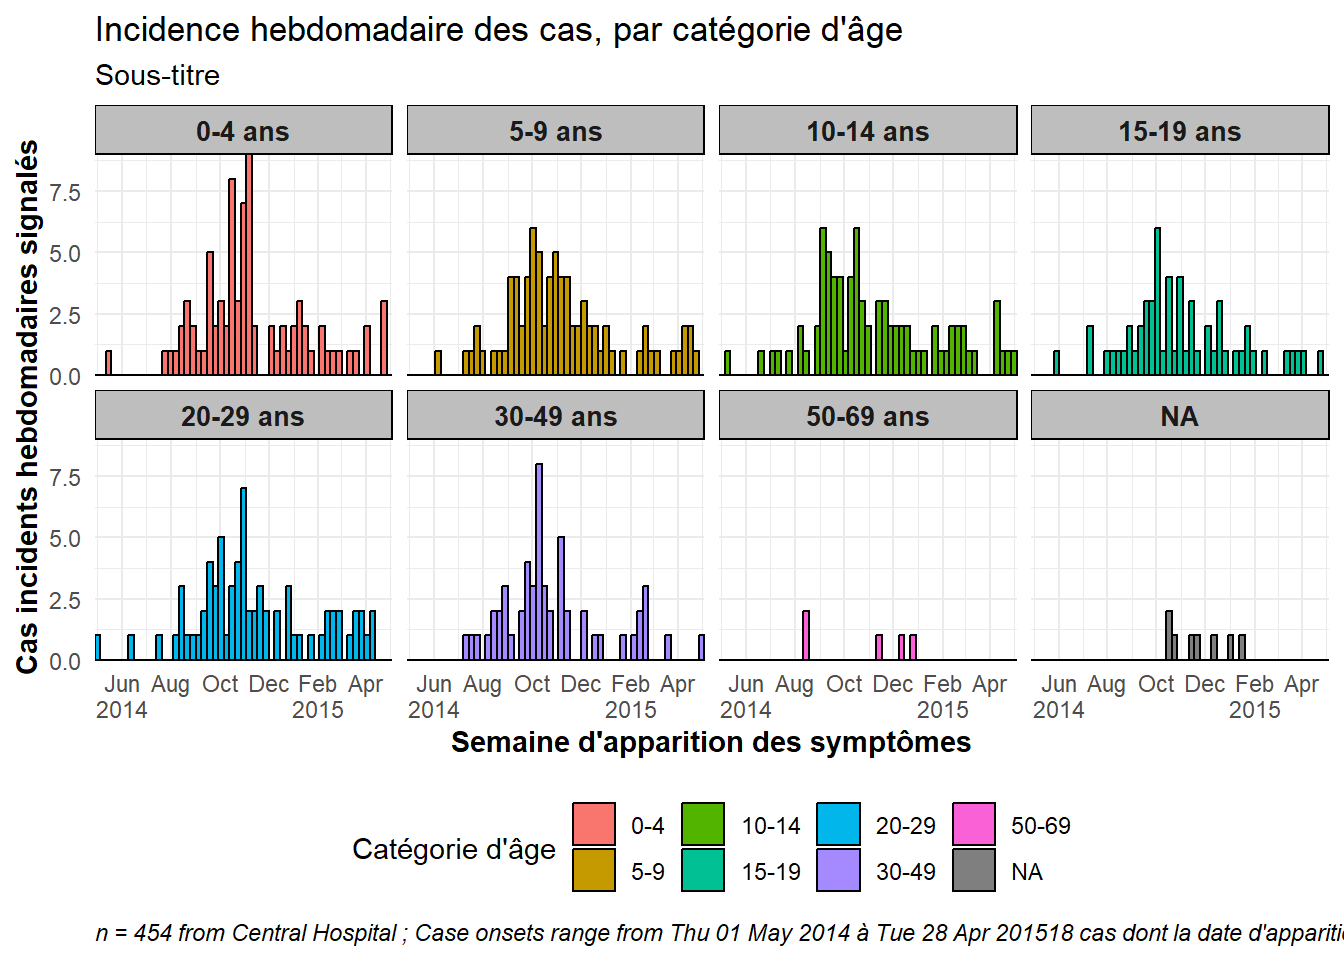 Incidence hebdomadaire des cas, par catégorie d'âge
Sous-titre
0-4 ans 5-9 ans 10-14 ans 15-19 ans
Cas incidents hebdomadaires signalés
7.5
5.0
2.5
0.0
20-29 ans 30-49 ans 50-69 ans NA
7.5
5.0
2.5
0.0
Jun Aug Oct Dec Feb Apr Jun Aug Oct Dec Feb Apr Jun Aug Oct Dec Feb Apr Jun Aug Oct Dec Feb Apr
2014 2015 2014 2015 2014 2015 2014 2015
Semaine d'apparition des symptômes
Catégorie d'âge
0-4 10-14 20-29 50-69
5-9 15-19 30-49 NA
n = 454 from Central Hospital ; Case onsets range from Thu 01 May 2014 à Tue 28 Apr 201518 cas dont la date